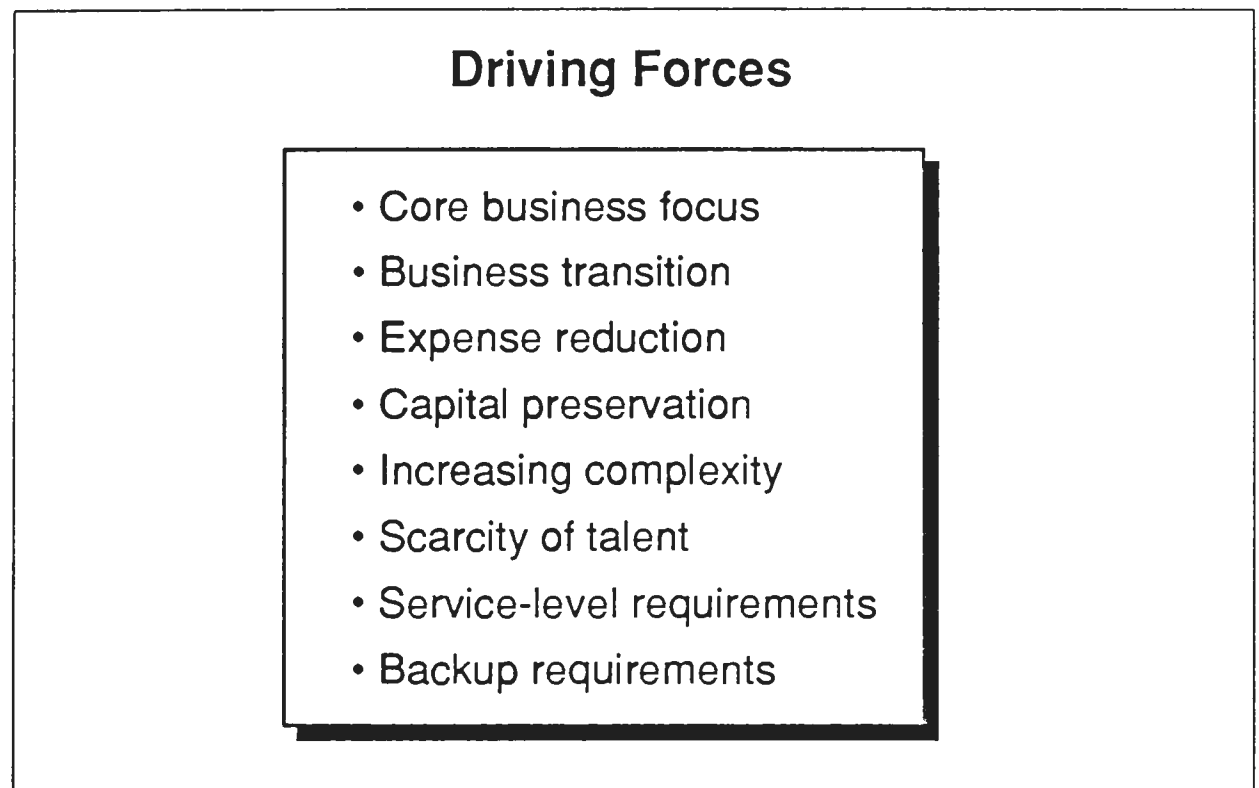 Driving Forces
• Core business focus
• Business transition
• Expense reduction
• Capital preservation
• Increasing complexity
• Scarcity of talent
• Service-level requirements
• Backup requirements